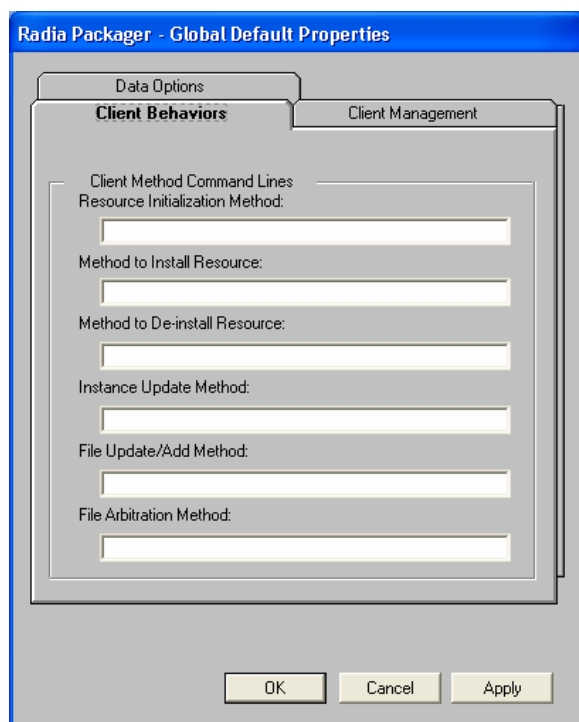 Radia Packager - Global Default Properties
Data Options
Client Behaviors
Client Management
Client Method Command Lines
Resource Initialization Method:
Method to Install Resource:
Method to De-install Resource:
Instance Update Method:
File Update/Add Method:
File Arbitration Method:
OK
Cancel
Apply